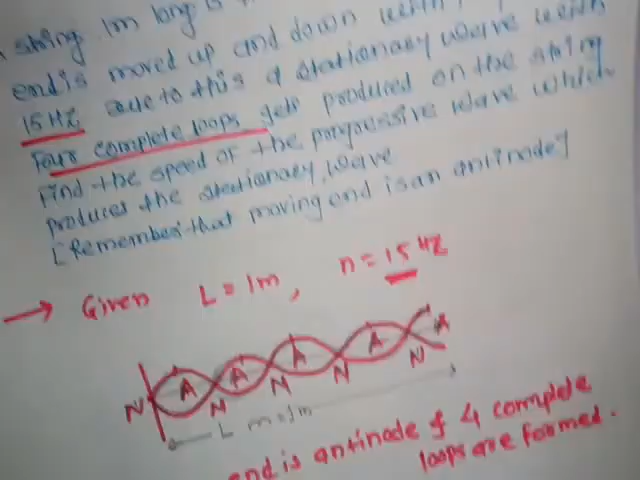 string 1m long is
end is moved up and down with
15 Hz due to this a stationary wave with
Four complete loops gets produced on the string
Find the speed of the progressive wave which
produces the stationary wave
[Remember that moving end is an antinode]
→ Given L = 1m, n = 15 Hz
A
N A N A N A N A N
L = 1m
end is antinode & 4 complete
loops are formed.